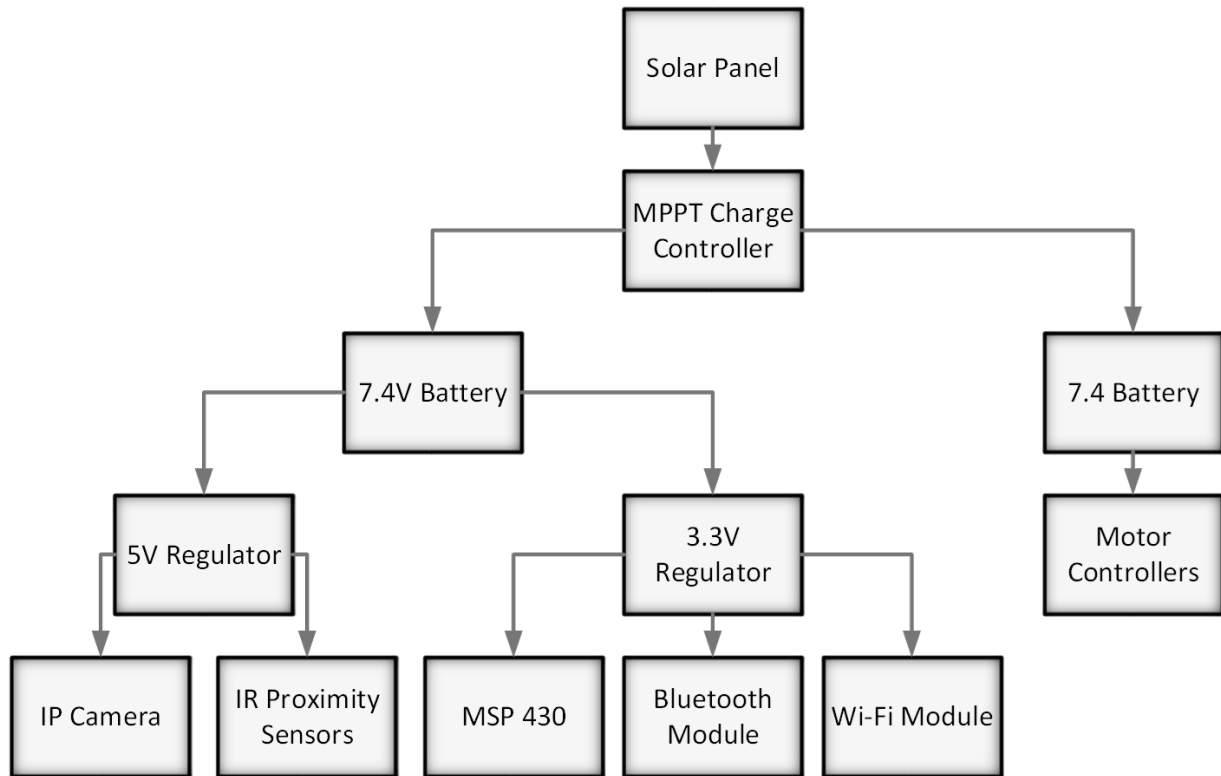 Solar Panel
MPPT Charge
Controller
7.4V Battery
7.4 Battery
5V Regulator
3.3V
Regulator
Motor
Controllers
IP Camera
IR Proximity
Sensors
MSP 430
Bluetooth
Module
Wi-Fi Module